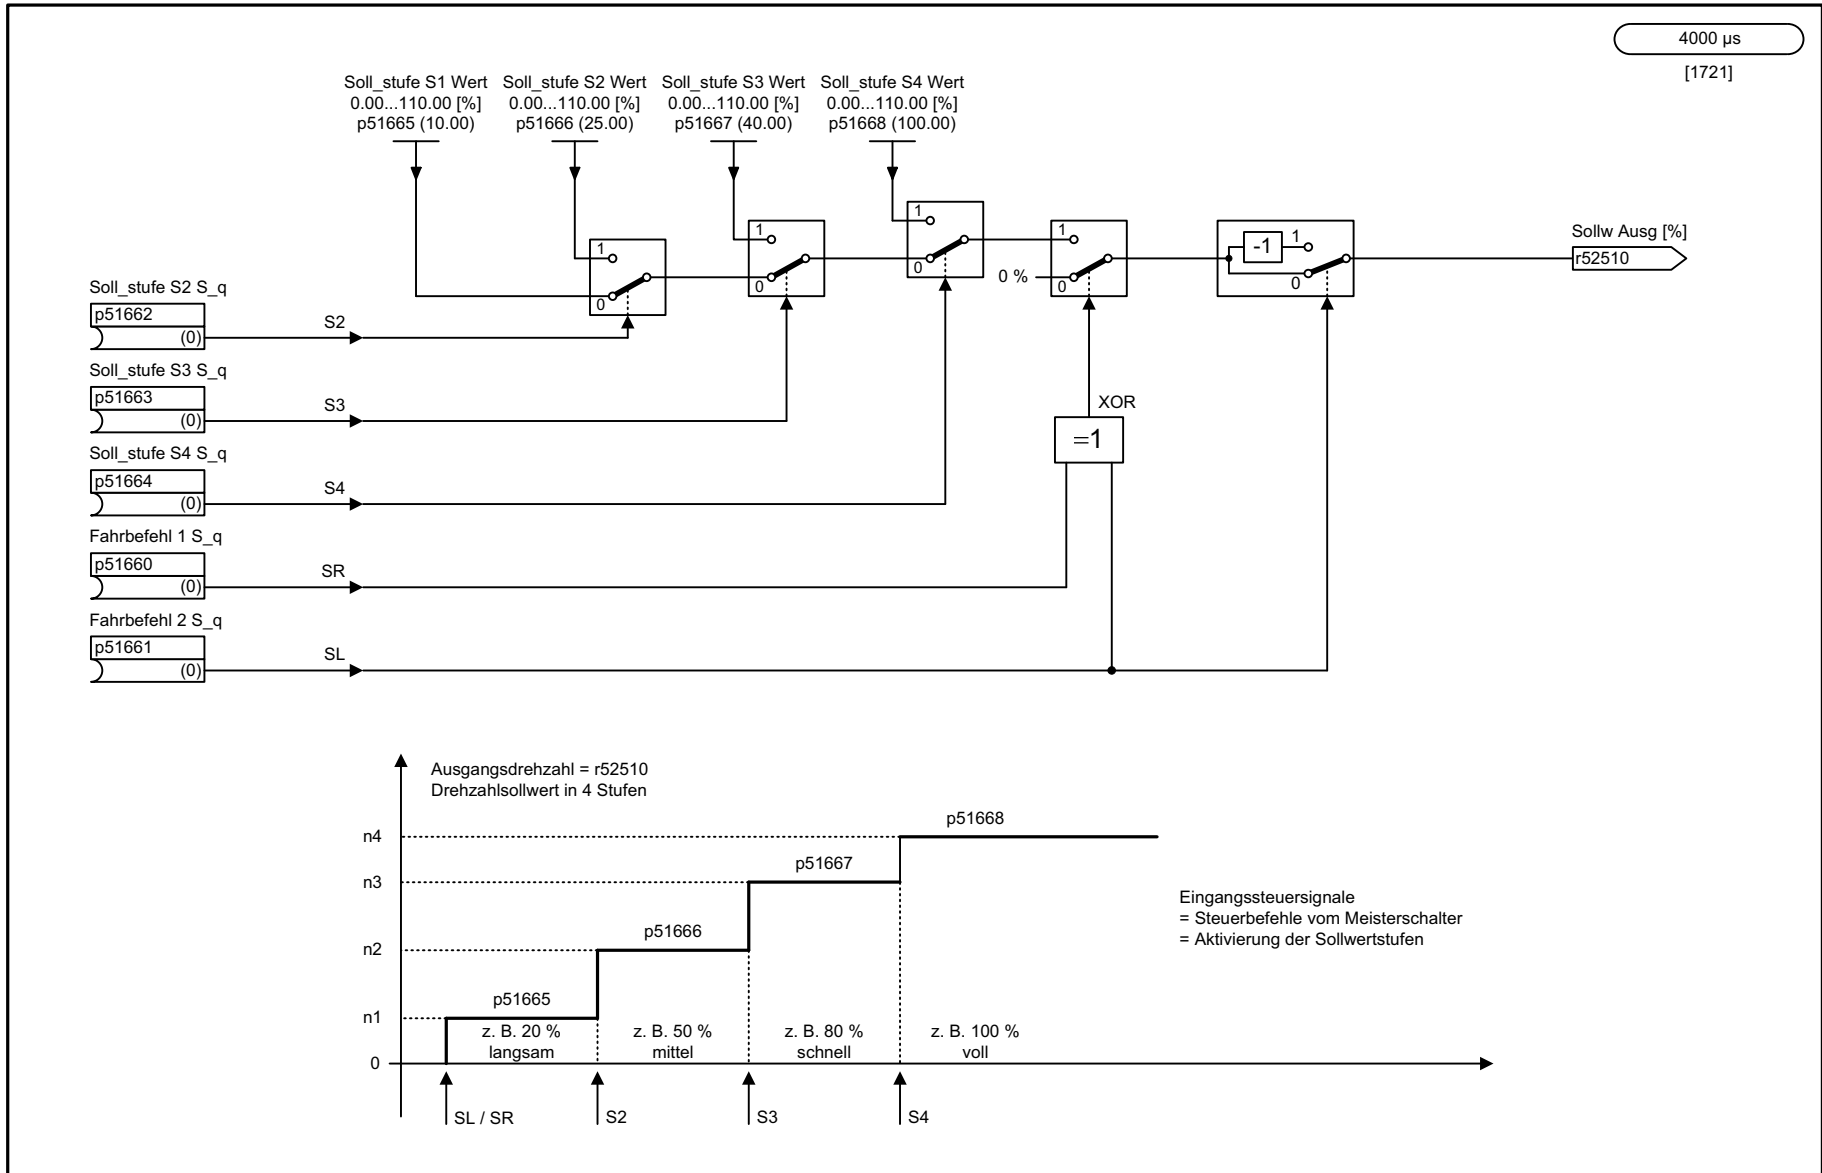 4000 µs
[1721]
Soll_stufe S1 Wert
0.00...110.00 [%]
p51665 (10.00)
Soll_stufe S2 Wert
0.00...110.00 [%]
p51666 (25.00)
Soll_stufe S3 Wert
0.00...110.00 [%]
p51667 (40.00)
Soll_stufe S4 Wert
0.00...110.00 [%]
p51668 (100.00)
1
0
1
0
1
0
1
0 %
0
-1
1
0
Sollw Ausg [%]
r52510
Soll_stufe S2 S_q
p51662
(0)
S2
Soll_stufe S3 S_q
p51663
(0)
S3
Soll_stufe S4 S_q
p51664
(0)
S4
Fahrbefehl 1 S_q
p51660
(0)
SR
Fahrbefehl 2 S_q
p51661
(0)
SL
XOR
=1
Ausgangsdrehzahl = r52510
Drehzahlsollwert in 4 Stufen
n4
n3
n2
n1
0
p51668
p51667
p51666
p51665
z. B. 20 %
langsam
z. B. 50 %
mittel
z. B. 80 %
schnell
z. B. 100 %
voll
Eingangssteuersignale
= Steuerbefehle vom Meisterschalter
= Aktivierung der Sollwertstufen
SL / SR
S2
S3
S4